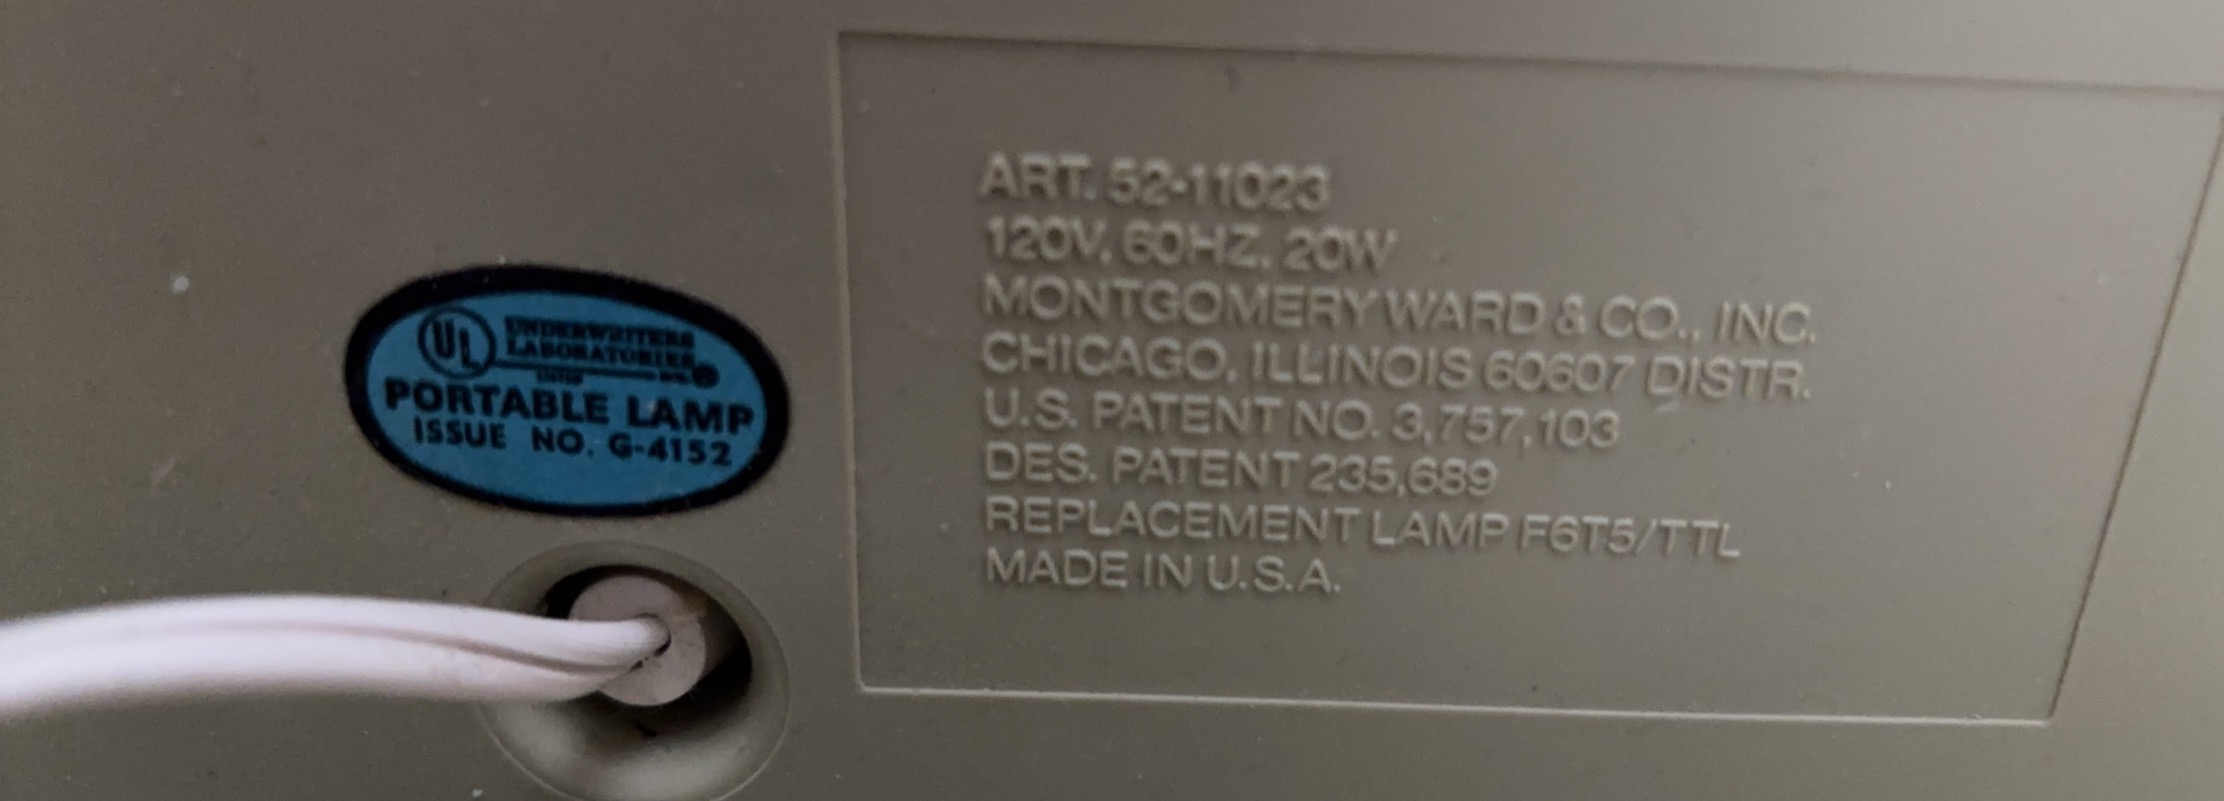 UL UNDERWRITERS
LABORATORIES
PORTABLE LAMP
ISSUE NO. G-4152
ART. 52-11023
120V, 60HZ, 20W
MONTGOMERY WARD & CO., INC.
CHICAGO, ILLINOIS 60607 DISTR.
U.S. PATENT NO. 3,757,103
DES. PATENT 235,689
REPLACEMENT LAMP F6T5/TTL
MADE IN U.S.A.